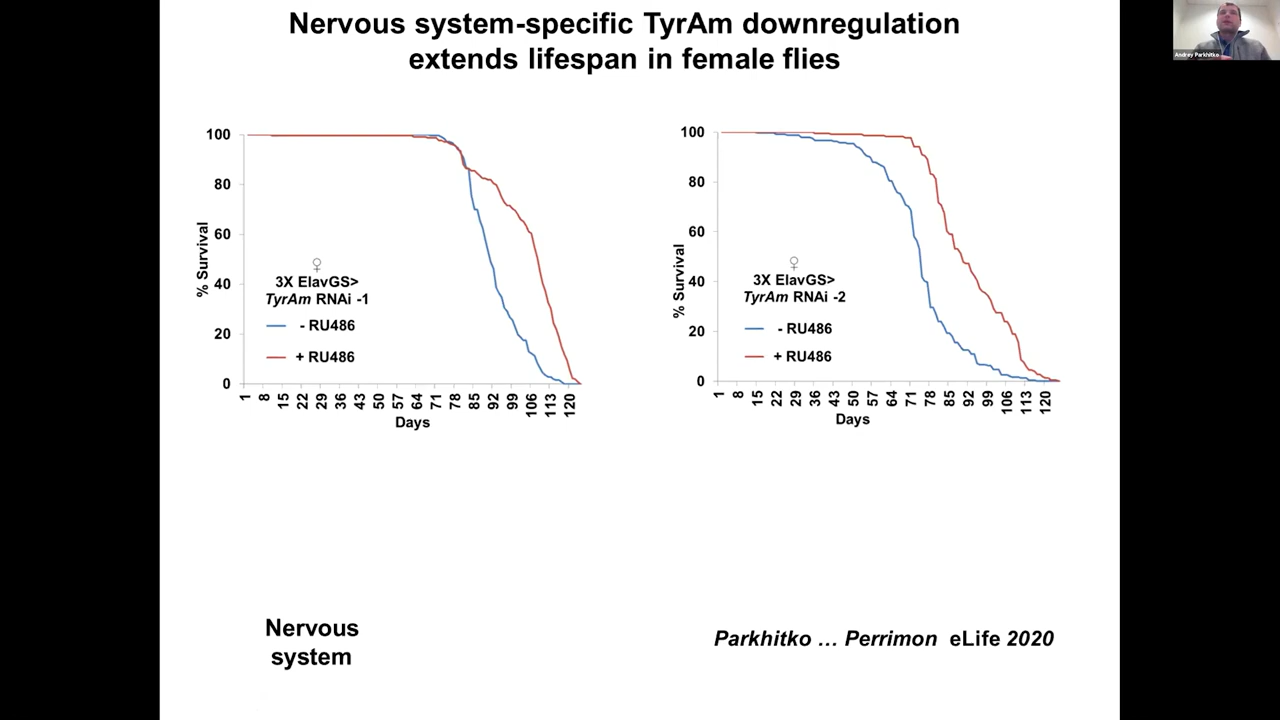 Nervous system-specific TyrAm downregulation
extends lifespan in female flies
Andrey Parkhitko
100
80
60
40
20
0
% Survival
♀
3X ElavGS>
TyrAm RNAi -1
- RU486
+ RU486
1 8 15 22 29 36 43 50 57 64 71 78 85 92 99 106 113 120
Days
100
80
60
40
20
0
% Survival
♀
3X ElavGS>
TyrAm RNAi -2
- RU486
+ RU486
1 8 15 22 29 36 43 50 57 64 71 78 85 92 99 106 113 120
Days
Nervous
system
Parkhitko … Perrimon eLife 2020